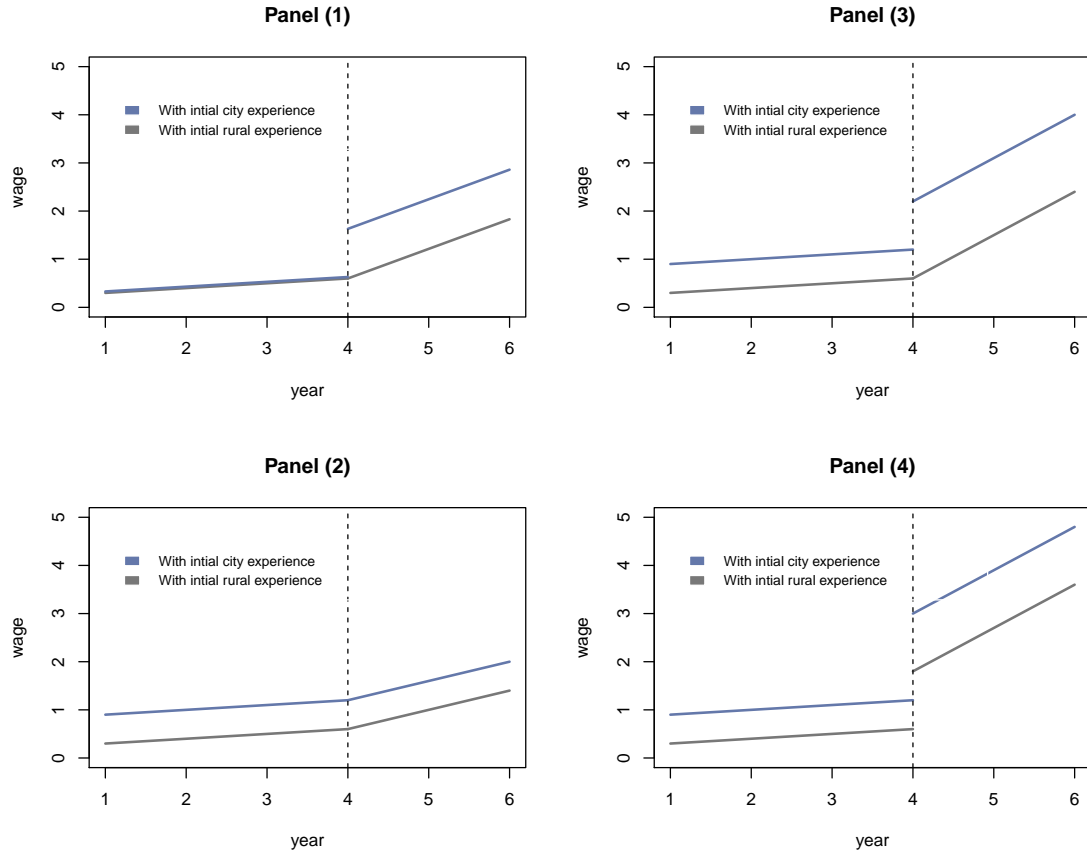 Panel (1)
5
4
3
2
1
0
wage
With intial city experience
With intial rural experience
1 2 3 4 5 6
year
Panel (3)
5
4
3
2
1
0
wage
With intial city experience
With intial rural experience
1 2 3 4 5 6
year
Panel (2)
5
4
3
2
1
0
wage
With intial city experience
With intial rural experience
1 2 3 4 5 6
year
Panel (4)
5
4
3
2
1
0
wage
With intial city experience
With intial rural experience
1 2 3 4 5 6
year